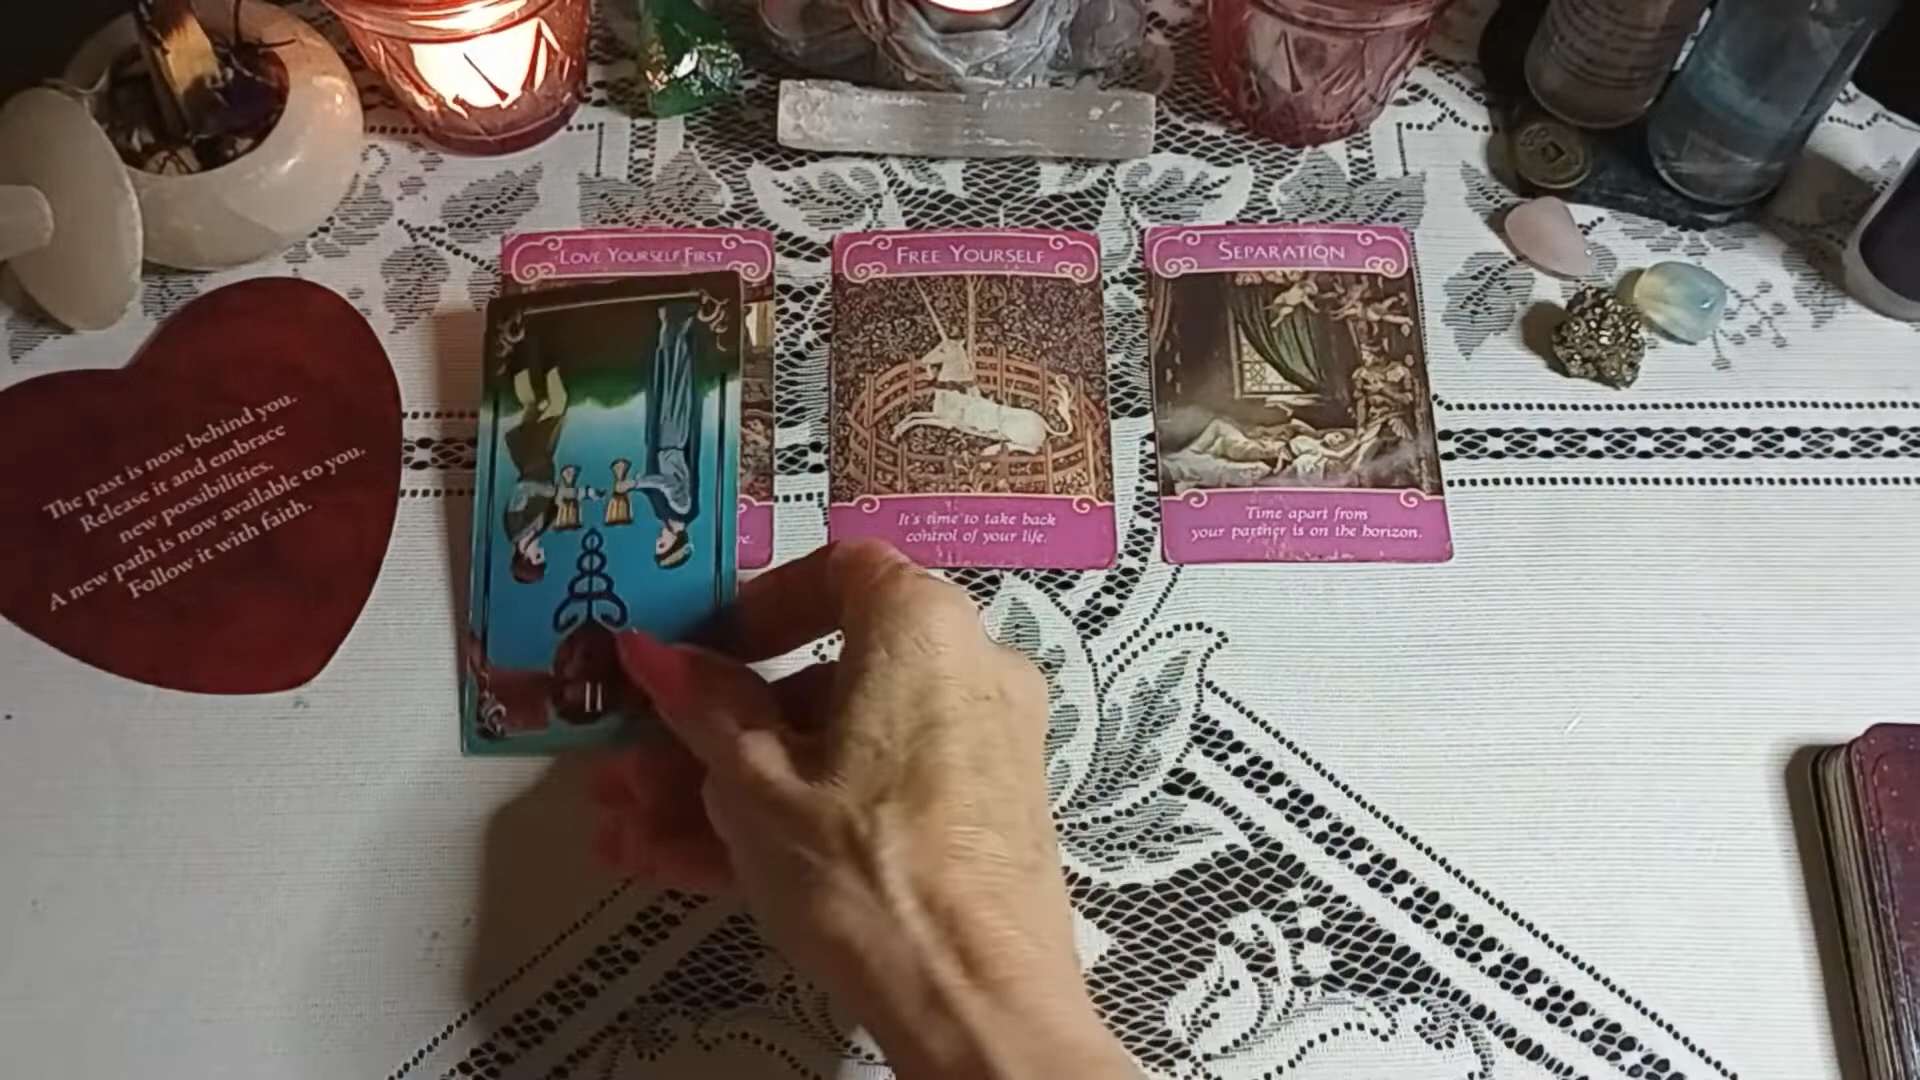 The past is now behind you.
Release it and embrace
new possibilities.
A new path is now available to you.
Follow it with faith.
LOVE YOURSELF FIRST
FREE YOURSELF
It's time to take back
control of your life.
SEPARATION
Time apart from
your partner is on the horizon.
II